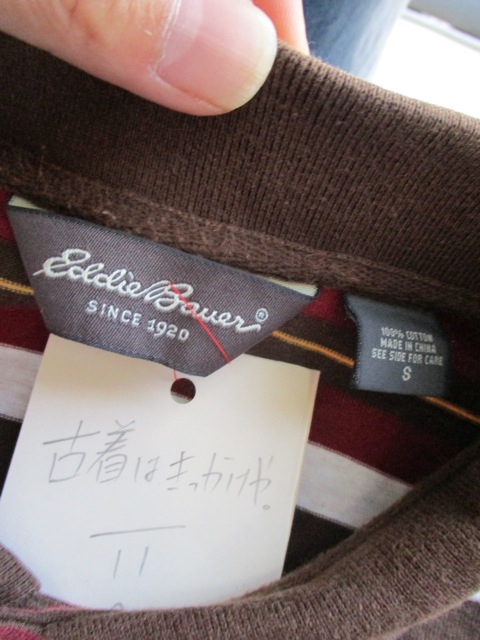 Eddie Bauer®
SINCE 1920
100% COTTON
MADE IN CHINA
SEE SIDE FOR CARE
S
古着はきっかけや。
11